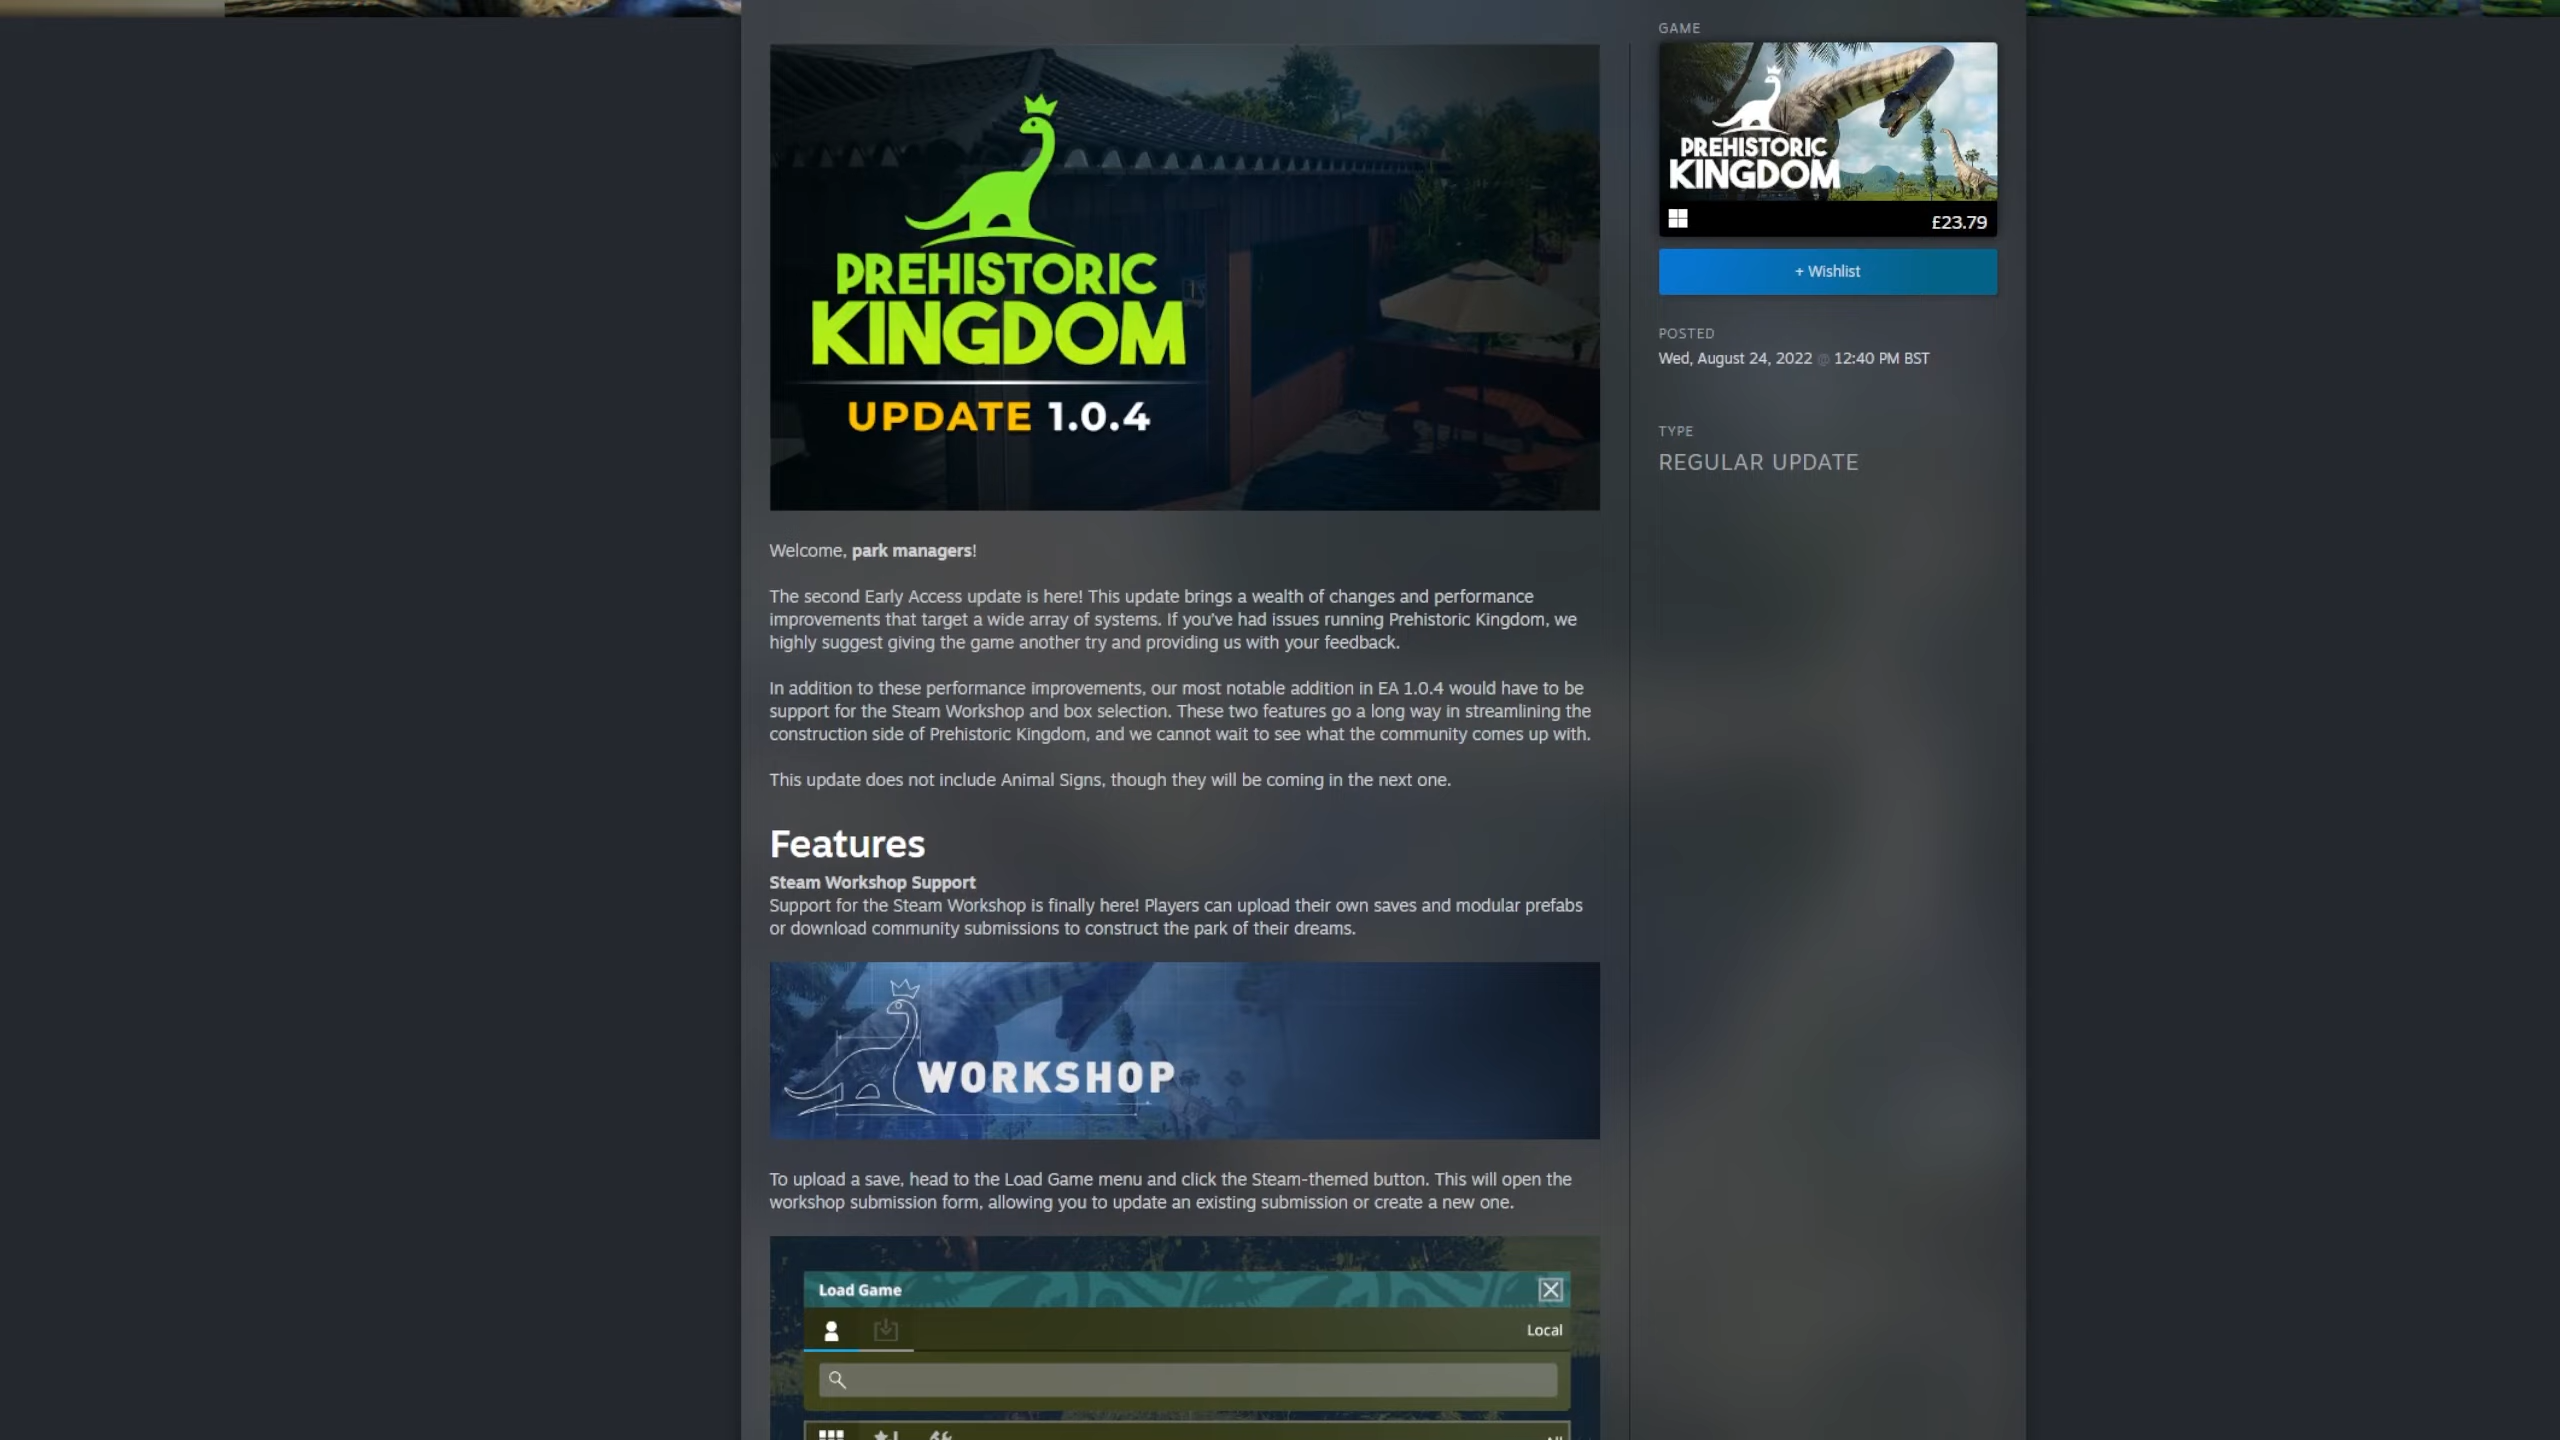 GAME
PREHISTORIC
KINGDOM
£23.79
+ Wishlist
POSTED
Wed, August 24, 2022 @ 12:40 PM BST
TYPE
REGULAR UPDATE
PREHISTORIC
KINGDOM
UPDATE 1.0.4
Welcome, park managers!
The second Early Access update is here! This update brings a wealth of changes and performance
improvements that target a wide array of systems. If you've had issues running Prehistoric Kingdom, we
highly suggest giving the game another try and providing us with your feedback.
In addition to these performance improvements, our most notable addition in EA 1.0.4 would have to be
support for the Steam Workshop and box selection. These two features go a long way in streamlining the
construction side of Prehistoric Kingdom, and we cannot wait to see what the community comes up with.
This update does not include Animal Signs, though they will be coming in the next one.
Features
Steam Workshop Support
Support for the Steam Workshop is finally here! Players can upload their own saves and modular prefabs
or download community submissions to construct the park of their dreams.
WORKSHOP
To upload a save, head to the Load Game menu and click the Steam-themed button. This will open the
workshop submission form, allowing you to update an existing submission or create a new one.
Load Game
Local